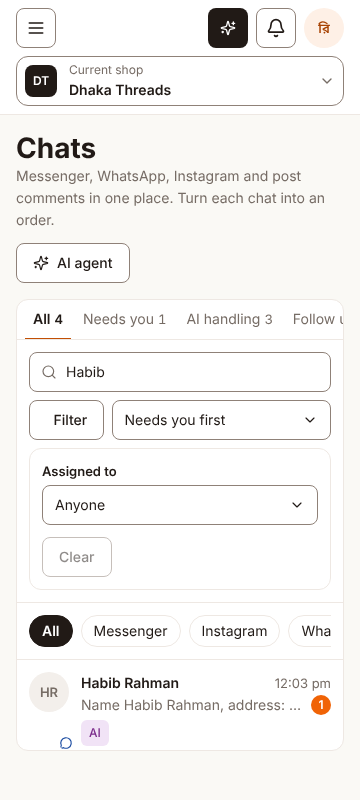 রি
DT
Current shop
Dhaka Threads
Chats
Messenger, WhatsApp, Instagram and post
comments in one place. Turn each chat into an
order.
AI agent
All 4 Needs you 1 AI handling 3 Follow u
Habib
Filter Needs you first
Assigned to
Anyone
Clear
All Messenger Instagram Wha
HR Habib Rahman 12:03 pm
Name Habib Rahman, address: ... 1
AI